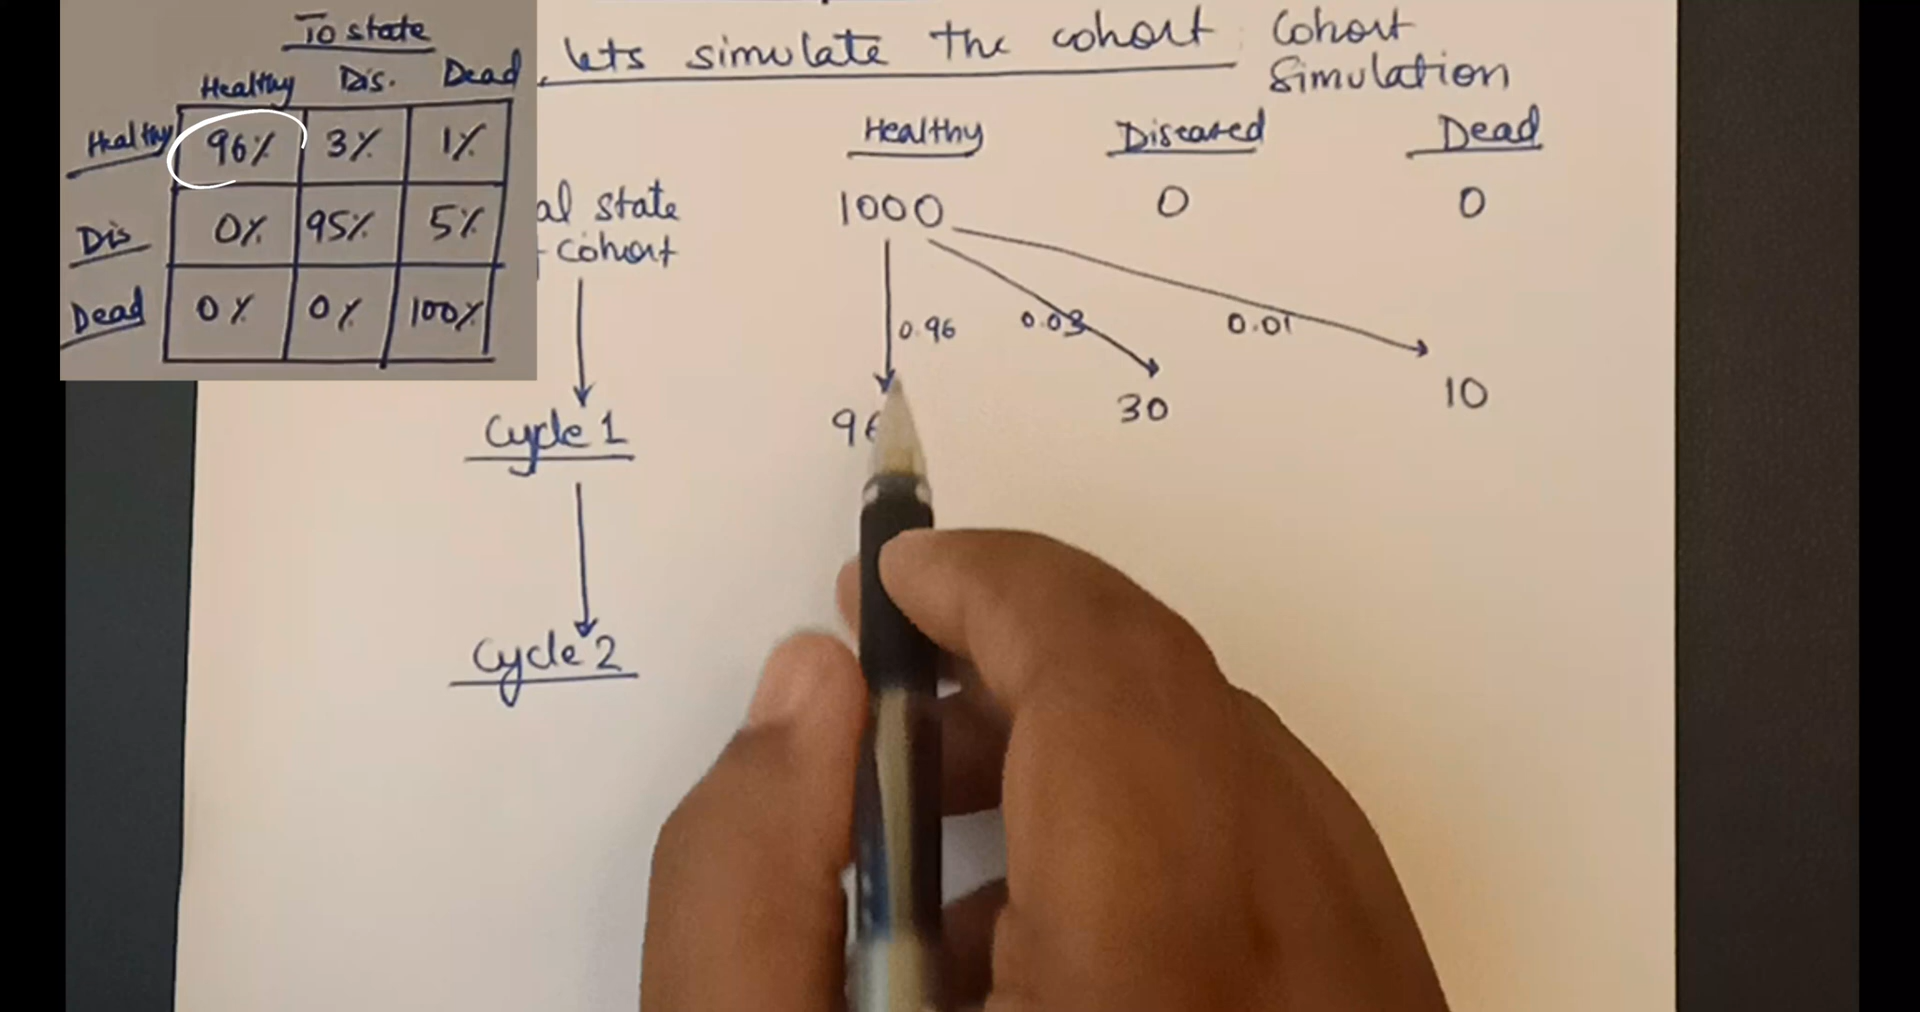 To state
Healthy Dis. Dead
Healthy 96% 3% 1%
Dis 0% 95% 5%
Dead 0% 0% 100%
lets simulate the cohort
Cohort
Simulation
Healthy Diseased Dead
state 1000 0 0
cohort
0.96 0.03 0.01
Cycle 1 30 10
Cycle 2